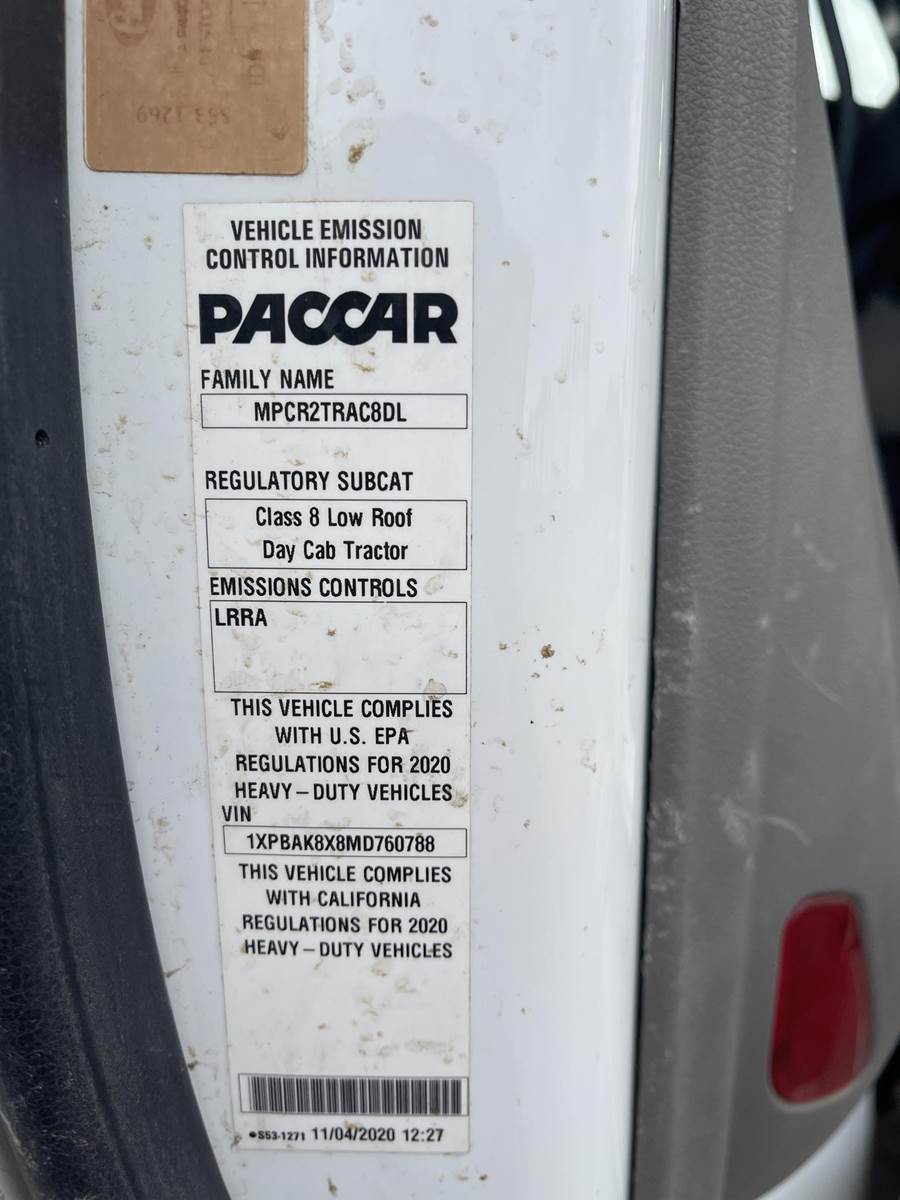 VEHICLE EMISSION
CONTROL INFORMATION
PACCAR
FAMILY NAME
MPCR2TRAC8DL
REGULATORY SUBCAT
Class 8 Low Roof
Day Cab Tractor
EMISSIONS CONTROLS
LRRA
THIS VEHICLE COMPLIES
WITH U.S. EPA
REGULATIONS FOR 2020
HEAVY-DUTY VEHICLES
VIN
1XPBAK8X8MD760788
THIS VEHICLE COMPLIES
WITH CALIFORNIA
REGULATIONS FOR 2020
HEAVY-DUTY VEHICLES
S53-1271 11/04/2020 12:27